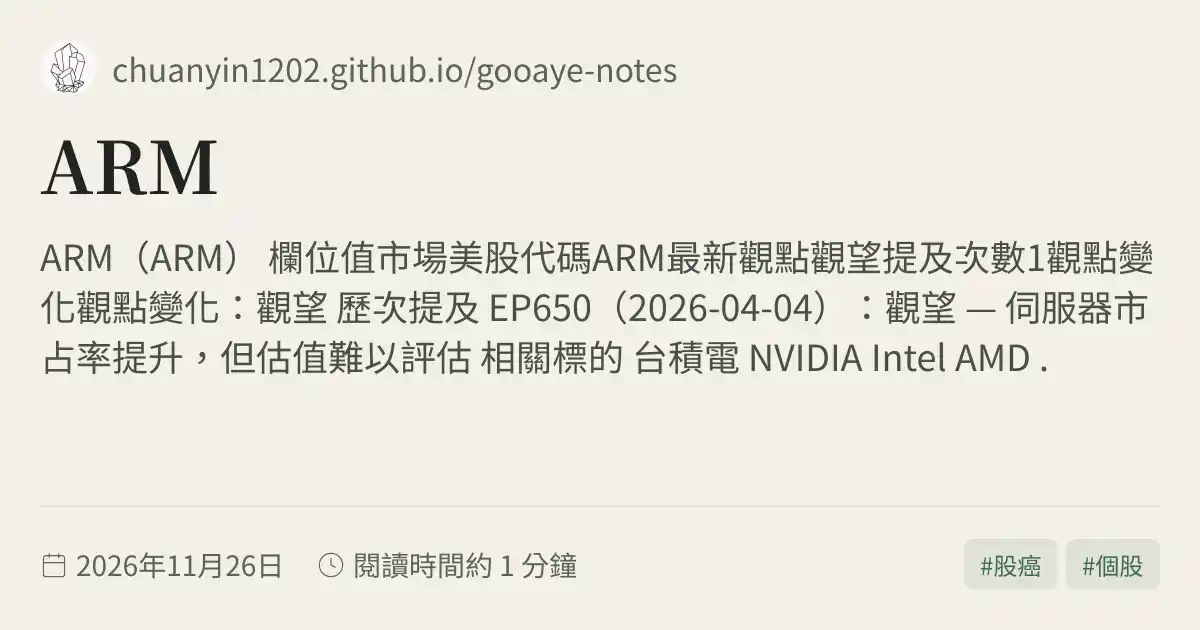 chuanyin1202.github.io/gooaye-notes
ARM
ARM（ARM） 欄位值市場美股代碼ARM最新觀點觀望提及次數1觀點變
化觀點變化：觀望 歷次提及 EP650（2026-04-04）：觀望 — 伺服器市
占率提升，但估值難以評估 相關標的 台積電 NVIDIA Intel AMD .
2026年11月26日 閱讀時間約 1 分鐘 #股癌 #個股